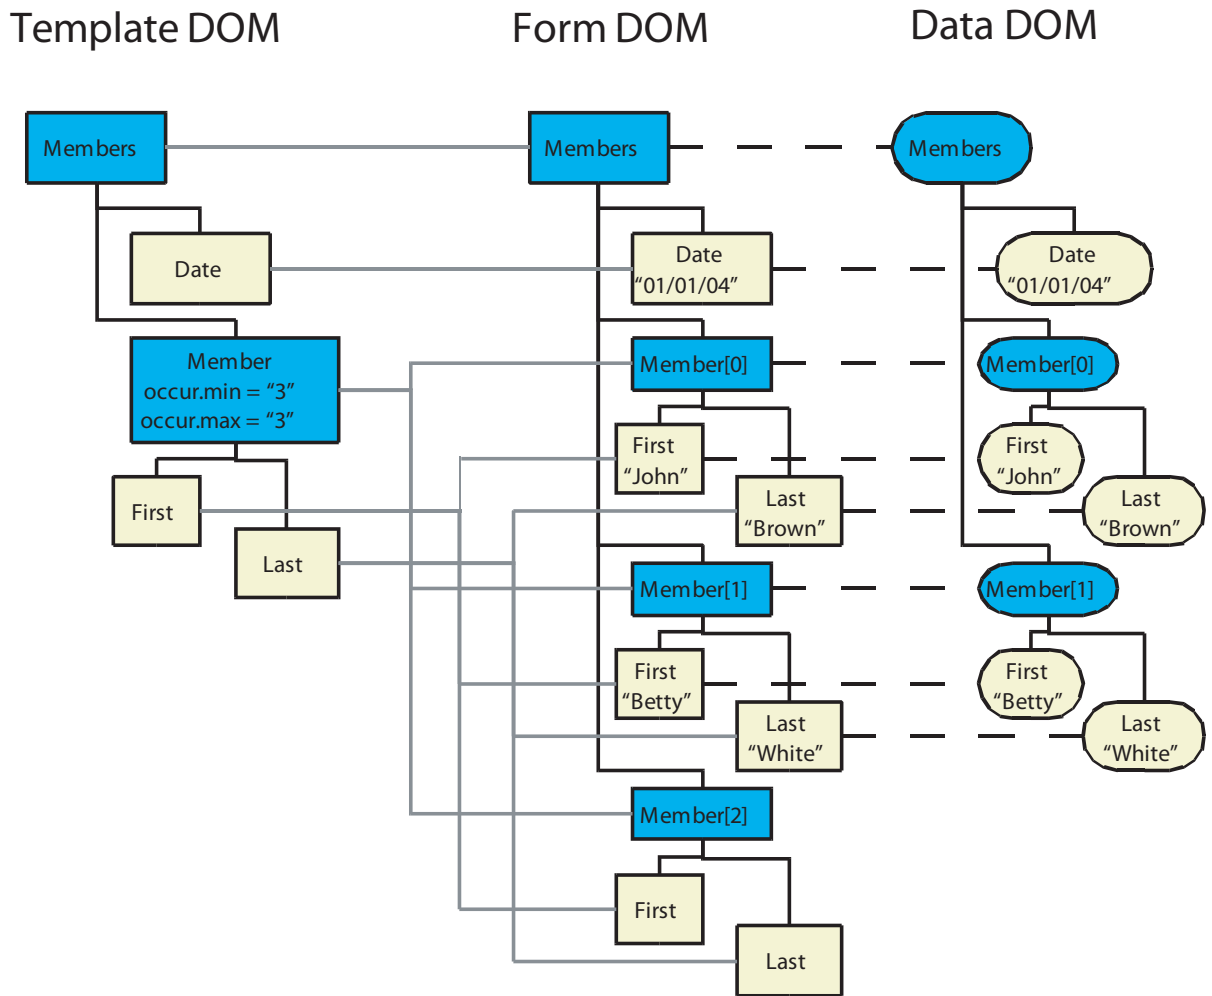 Template DOM
Form DOM
Data DOM
Members
Members
Members
Date
Date
“01/01/04”
Date
“01/01/04”
Member
occur.min = “3”
occur.max = “3”
Member[0]
Member[0]
First
Last
First
“John”
Last
“Brown”
First
“John”
Last
“Brown”
Member[1]
Member[1]
First
“Betty”
Last
“White”
First
“Betty”
Last
“White”
Member[2]
First
Last